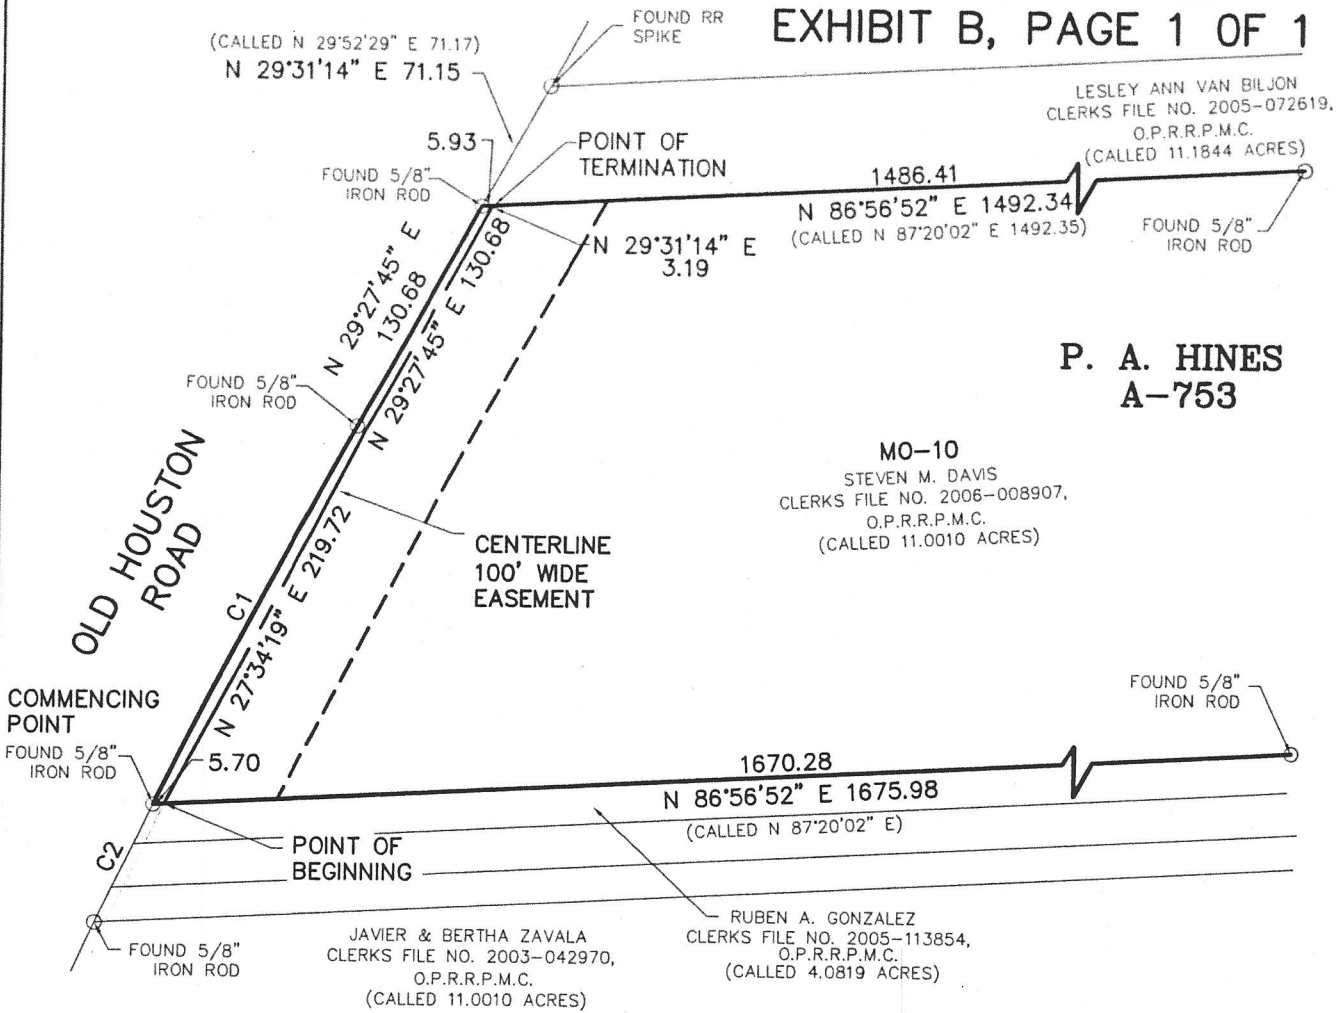 EXHIBIT B, PAGE 1 OF 1
FOUND RR
SPIKE
(CALLED N 29°52'29" E 71.17)
N 29°31'14" E 71.15
LESLEY ANN VAN BILJON
CLERKS FILE NO. 2005-072619,
O.P.R.R.P.M.C.
(CALLED 11.1844 ACRES)
5.93
POINT OF
TERMINATION
FOUND 5/8"
IRON ROD
1486.41
N 86°56'52" E 1492.34
(CALLED N 87°20'02" E 1492.35)
FOUND 5/8"
IRON ROD
N 29°31'14" E
3.19
N 29°27'45" E
130.68
N 29°27'45" E 130.68
P. A. HINES
A-753
FOUND 5/8"
IRON ROD
MO-10
STEVEN M. DAVIS
CLERKS FILE NO. 2006-008907,
O.P.R.R.P.M.C.
(CALLED 11.0010 ACRES)
OLD HOUSTON
ROAD
CENTERLINE
100' WIDE
EASEMENT
C1
N 27°34'19" E 219.72
COMMENCING
POINT
FOUND 5/8"
IRON ROD
5.70
FOUND 5/8"
IRON ROD
1670.28
N 86°56'52" E 1675.98
(CALLED N 87°20'02" E)
C2
POINT OF
BEGINNING
FOUND 5/8"
IRON ROD
JAVIER & BERTHA ZAVALA
CLERKS FILE NO. 2003-042970,
O.P.R.R.P.M.C.
(CALLED 11.0010 ACRES)
RUBEN A. GONZALEZ
CLERKS FILE NO. 2005-113854,
O.P.R.R.P.M.C.
(CALLED 4.0819 ACRES)